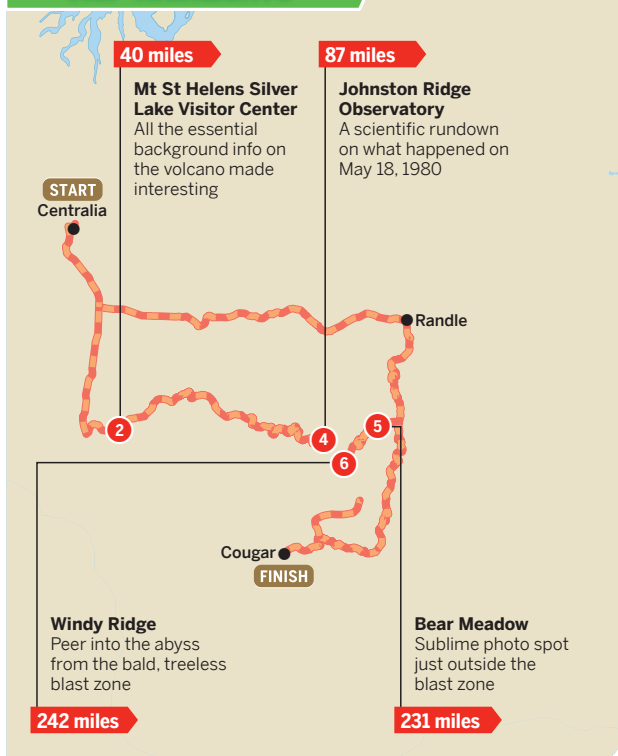 40 miles
Mt St Helens Silver
Lake Visitor Center
All the essential
background info on
the volcano made
interesting
87 miles
Johnston Ridge
Observatory
A scientific rundown
on what happened on
May 18, 1980
START
Centralia
Randle
2
4
5
6
Cougar
FINISH
Windy Ridge
Peer into the abyss
from the bald, treeless
blast zone
242 miles
Bear Meadow
Sublime photo spot
just outside the
blast zone
231 miles